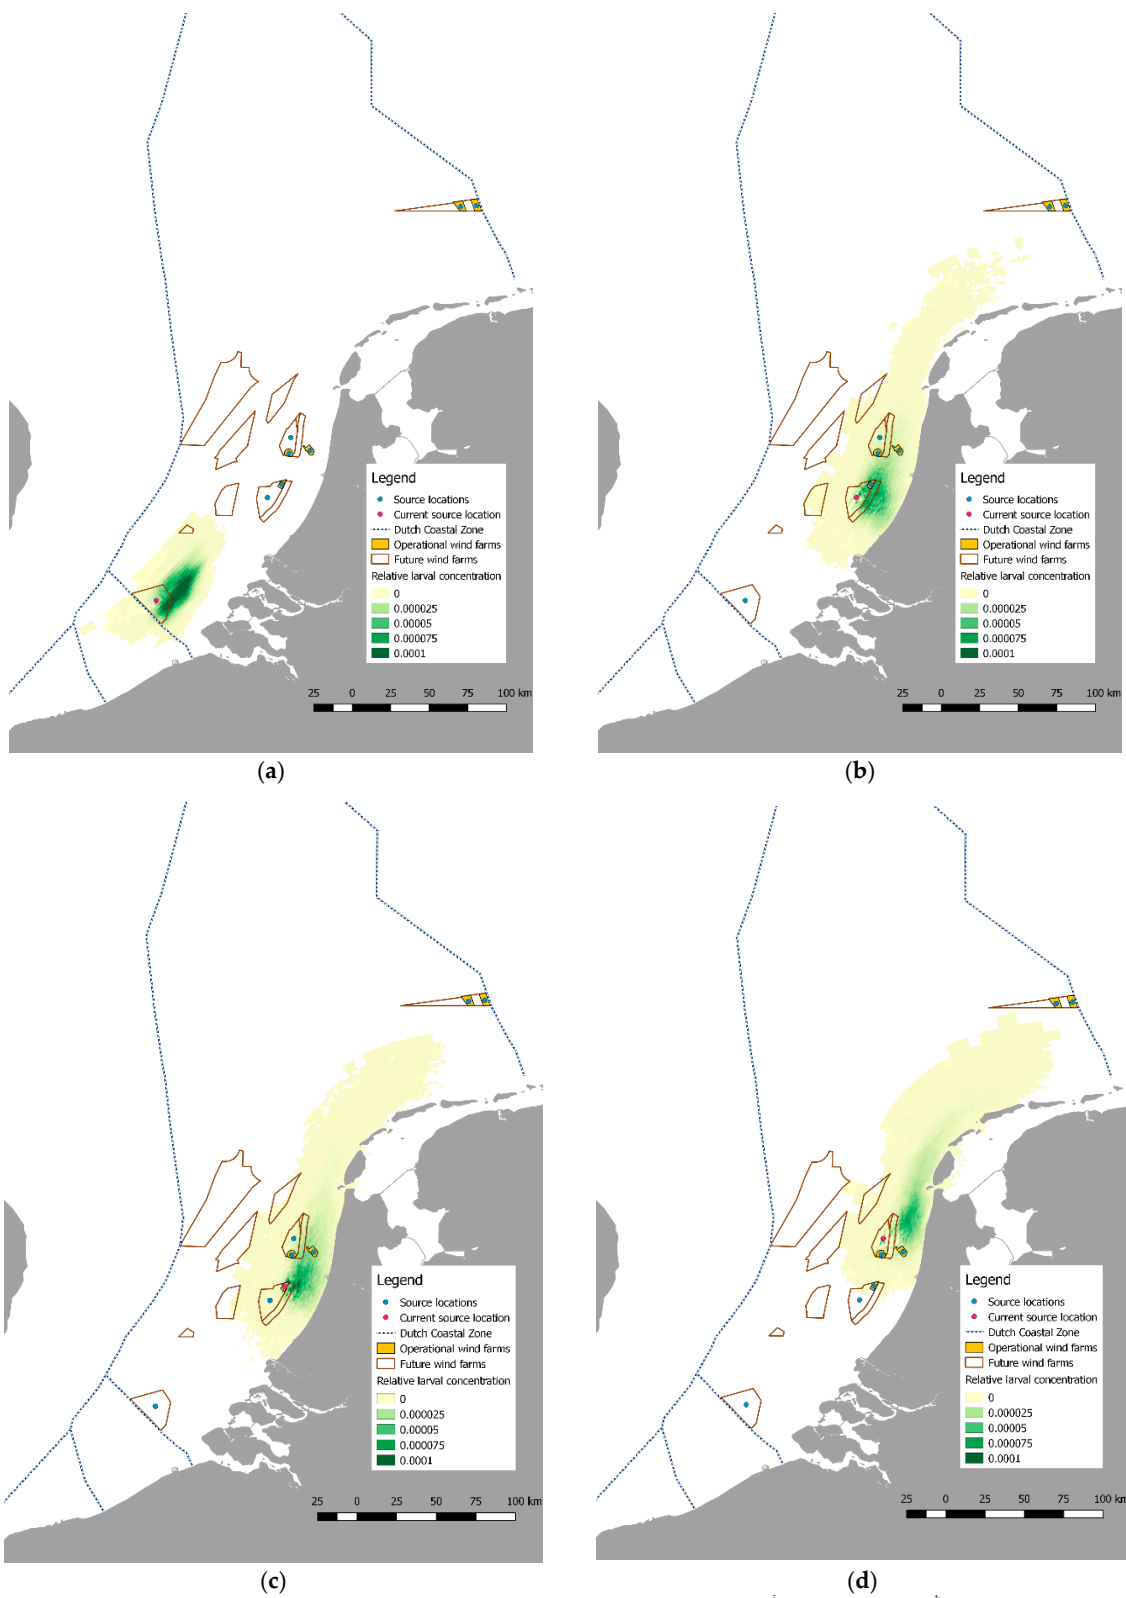 Legend
Source locations
Current source location
Dutch Coastal Zone
Operational wind farms
Future wind farms
Relative larval concentration
0
0.000025
0.00005
0.000075
0.0001
25 0 25 50 75 100 km
(a)
Legend
Source locations
Current source location
Dutch Coastal Zone
Operational wind farms
Future wind farms
Relative larval concentration
0
0.000025
0.00005
0.000075
0.0001
25 0 25 50 75 100 km
(b)
Legend
Source locations
Current source location
Dutch Coastal Zone
Operational wind farms
Future wind farms
Relative larval concentration
0
0.000025
0.00005
0.000075
0.0001
25 0 25 50 75 100 km
(c)
Legend
Source locations
Current source location
Dutch Coastal Zone
Operational wind farms
Future wind farms
Relative larval concentration
0
0.000025
0.00005
0.000075
0.0001
25 0 25 50 75 100 km
(d)